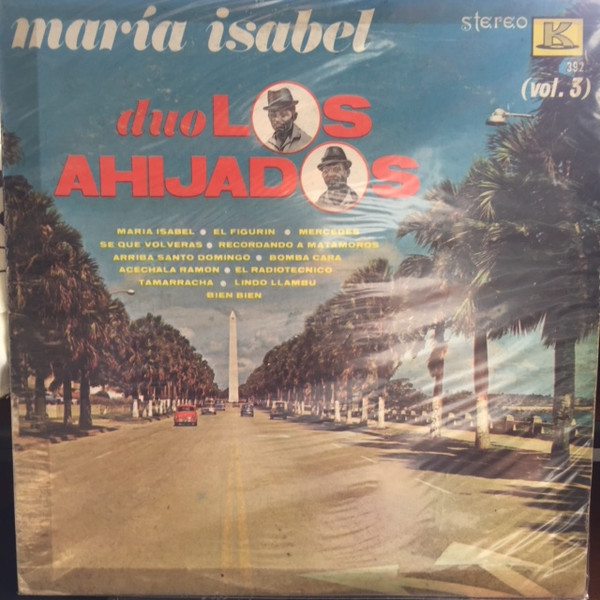 maría isabel
stereo
K
392
(vol. 3)
duo LOS
AHIJADOS
MARIA ISABEL • EL FIGURIN • MERCEDES
SE QUE VOLVERAS • RECORDANDO A MATAMOROS
ARRIBA SANTO DOMINGO • BOMBA CARA
ACECHALA RAMON • EL RADIOTECNICO
TAMARRACHA • LINDO LLAMBU
BIEN BIEN